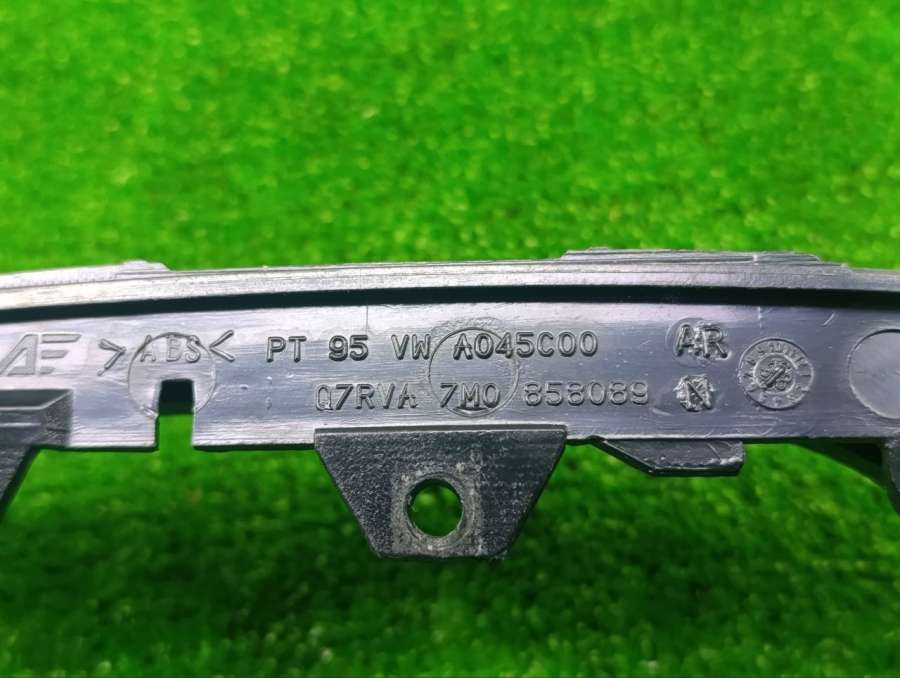 >ABS< PT 95 VW A045C00 AR
Q7RVA 7M0 858089 N